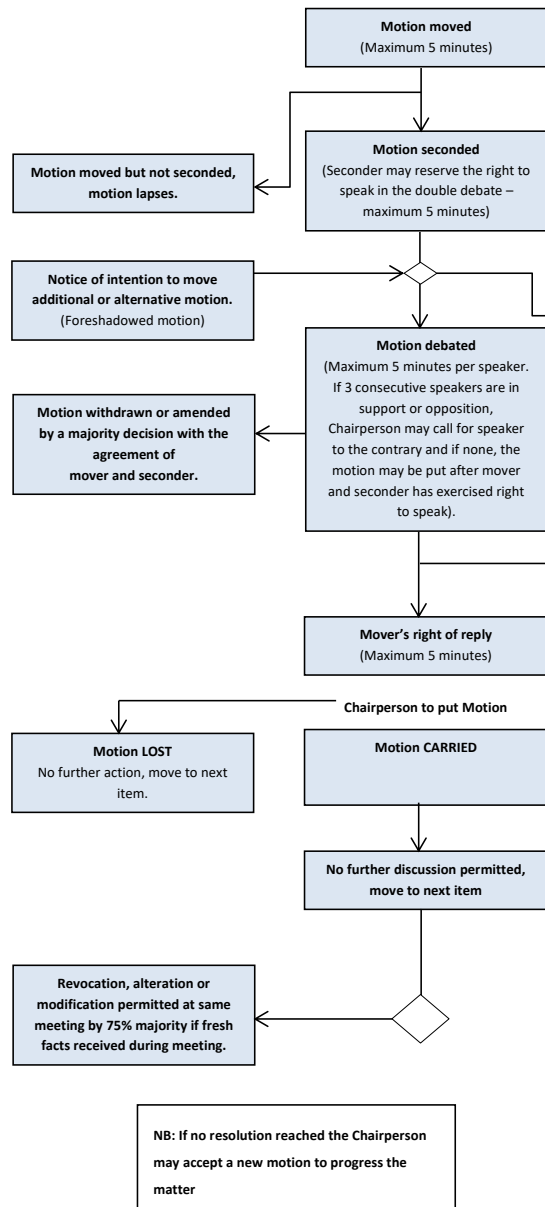 Motion moved
(Maximum 5 minutes)
Motion seconded
(Seconder may reserve the right to
speak in the double debate –
maximum 5 minutes)
Motion moved but not seconded,
motion lapses.
Notice of intention to move
additional or alternative motion.
(Foreshadowed motion)
Motion debated
(Maximum 5 minutes per speaker.
If 3 consecutive speakers are in
support or opposition,
Chairperson may call for speaker
to the contrary and if none, the
motion may be put after mover
and seconder has exercised right
to speak).
Motion withdrawn or amended
by a majority decision with the
agreement of
mover and seconder.
Mover’s right of reply
(Maximum 5 minutes)
Chairperson to put Motion
Motion LOST
No further action, move to next
item.
Motion CARRIED
No further discussion permitted,
move to next item
Revocation, alteration or
modification permitted at same
meeting by 75% majority if fresh
facts received during meeting.
NB: If no resolution reached the Chairperson
may accept a new motion to progress the
matter